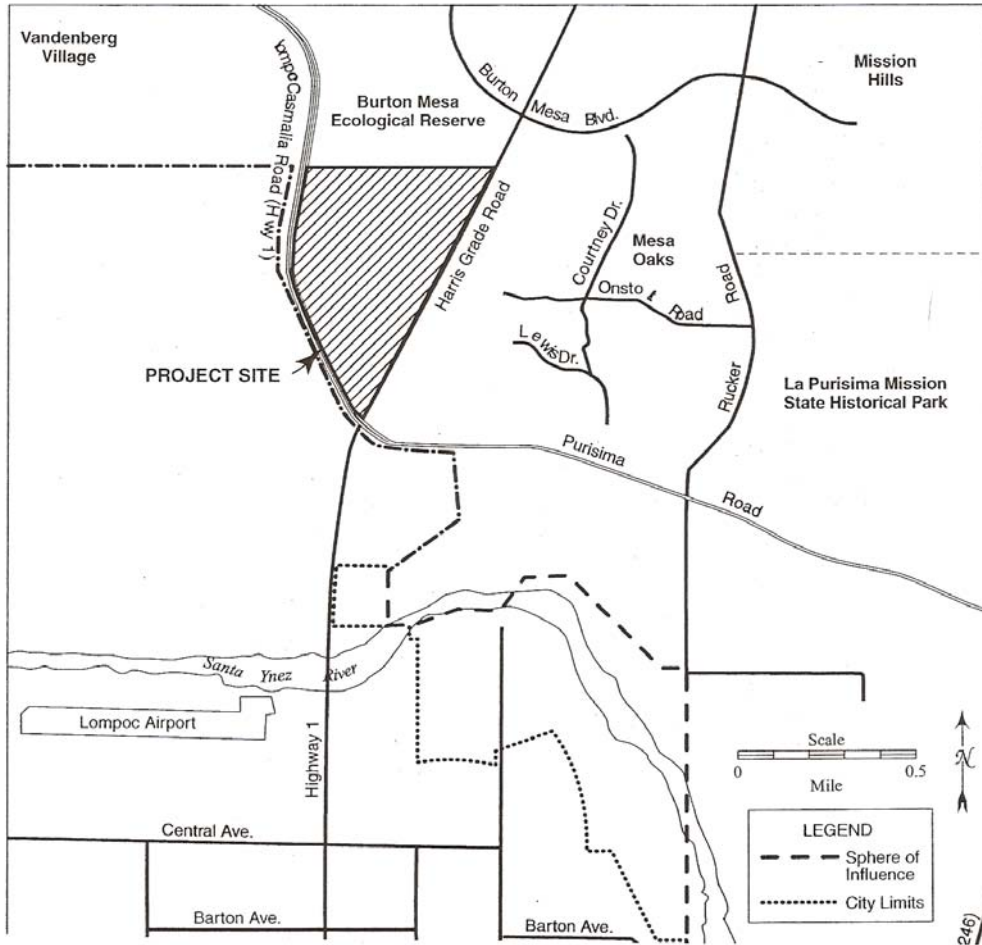 Vandenberg
Village
Lompoc Casmalia Road (Hwy 1)
Burton Mesa
Ecological Reserve
Burton Mesa Blvd.
Mission
Hills
Harris Grade Road
Courtney Dr.
Mesa
Oaks
Onstott Road
Lewis Dr.
Rucker Road
PROJECT SITE
La Purisima Mission
State Historical Park
Purisima Road
Santa Ynez River
Lompoc Airport
Highway 1
Scale
0 0.5
Mile
N
Central Ave.
Barton Ave.
Barton Ave.
LEGEND
Sphere of
Influence
City Limits
246)